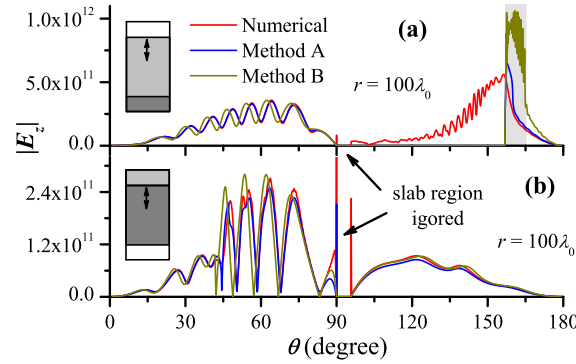 1.0x10¹²
5.0x10¹¹
0.0
Numerical
Method A
Method B
(a)
r = 100λ₀
|E_z|
2.4x10¹¹
1.2x10¹¹
0.0
slab region
igored
(b)
r = 100λ₀
0 30 60 90 120 150 180
θ (degree)